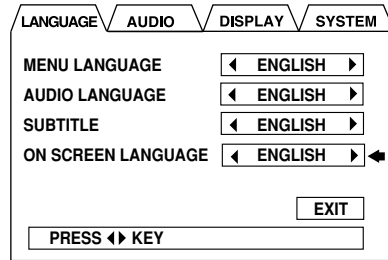 LANGUAGE AUDIO DISPLAY SYSTEM
MENU LANGUAGE ENGLISH
AUDIO LANGUAGE ENGLISH
SUBTITLE ENGLISH
ON SCREEN LANGUAGE ENGLISH
EXIT
PRESS KEY